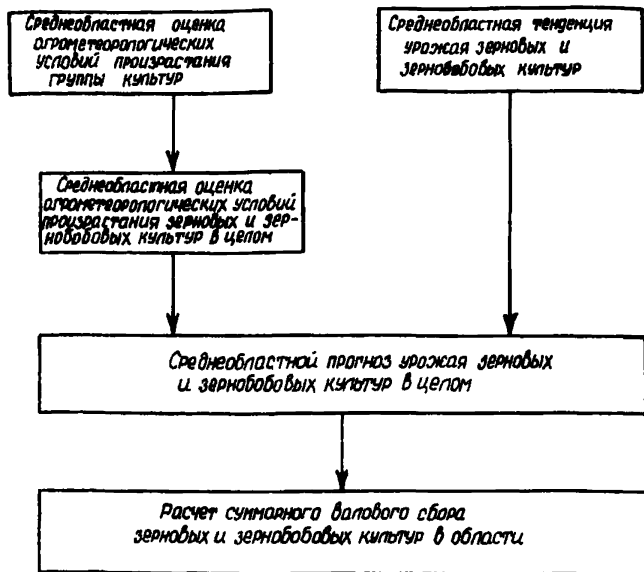 Среднеобластная оценка
агрометеорологических
условий произрастания
группы культур
Среднеобластная тенденция
урожая зерновых и
зернобобовых культур
Среднеобластная оценка
агрометеорологических условий
произрастания зерновых и зер-
нобобовых культур в целом
Среднеобластной прогноз урожая зерновых
и зернобобовых культур в целом
Расчет суммарного валового сбора
зерновых и зернобобовых культур в области